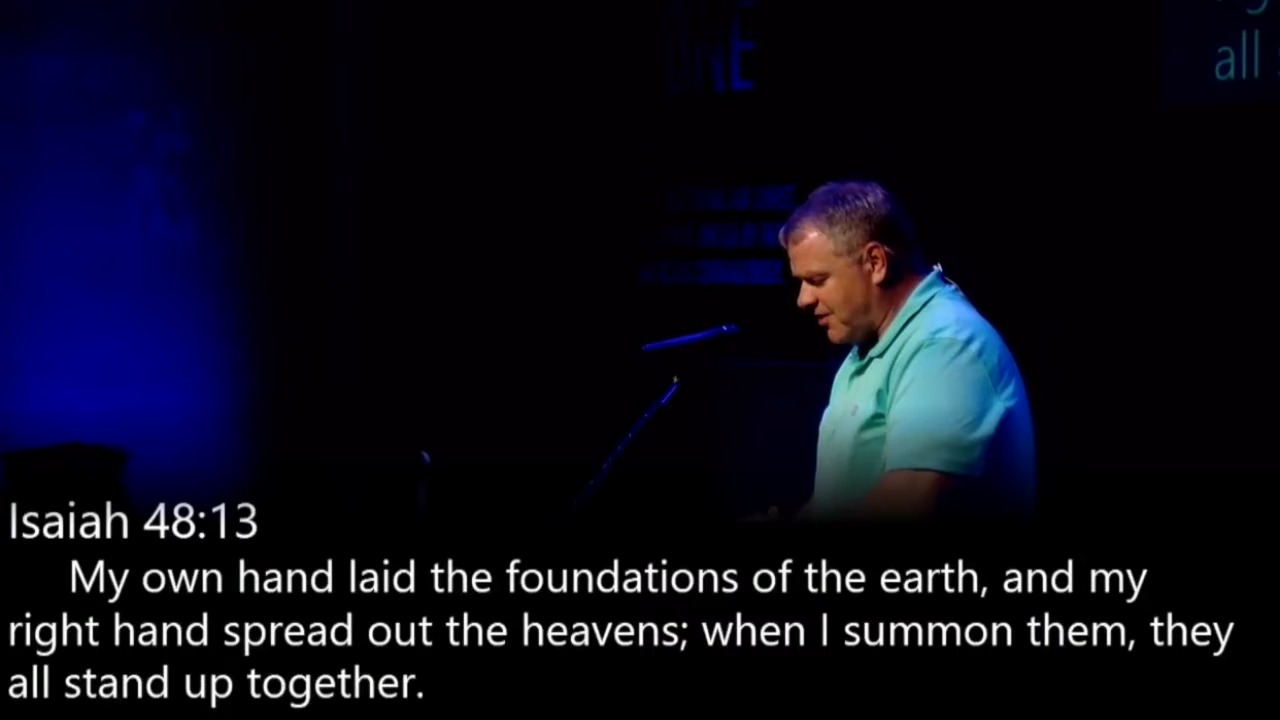 ONE
all
Isaiah 48:13
My own hand laid the foundations of the earth, and my
right hand spread out the heavens; when I summon them, they
all stand up together.